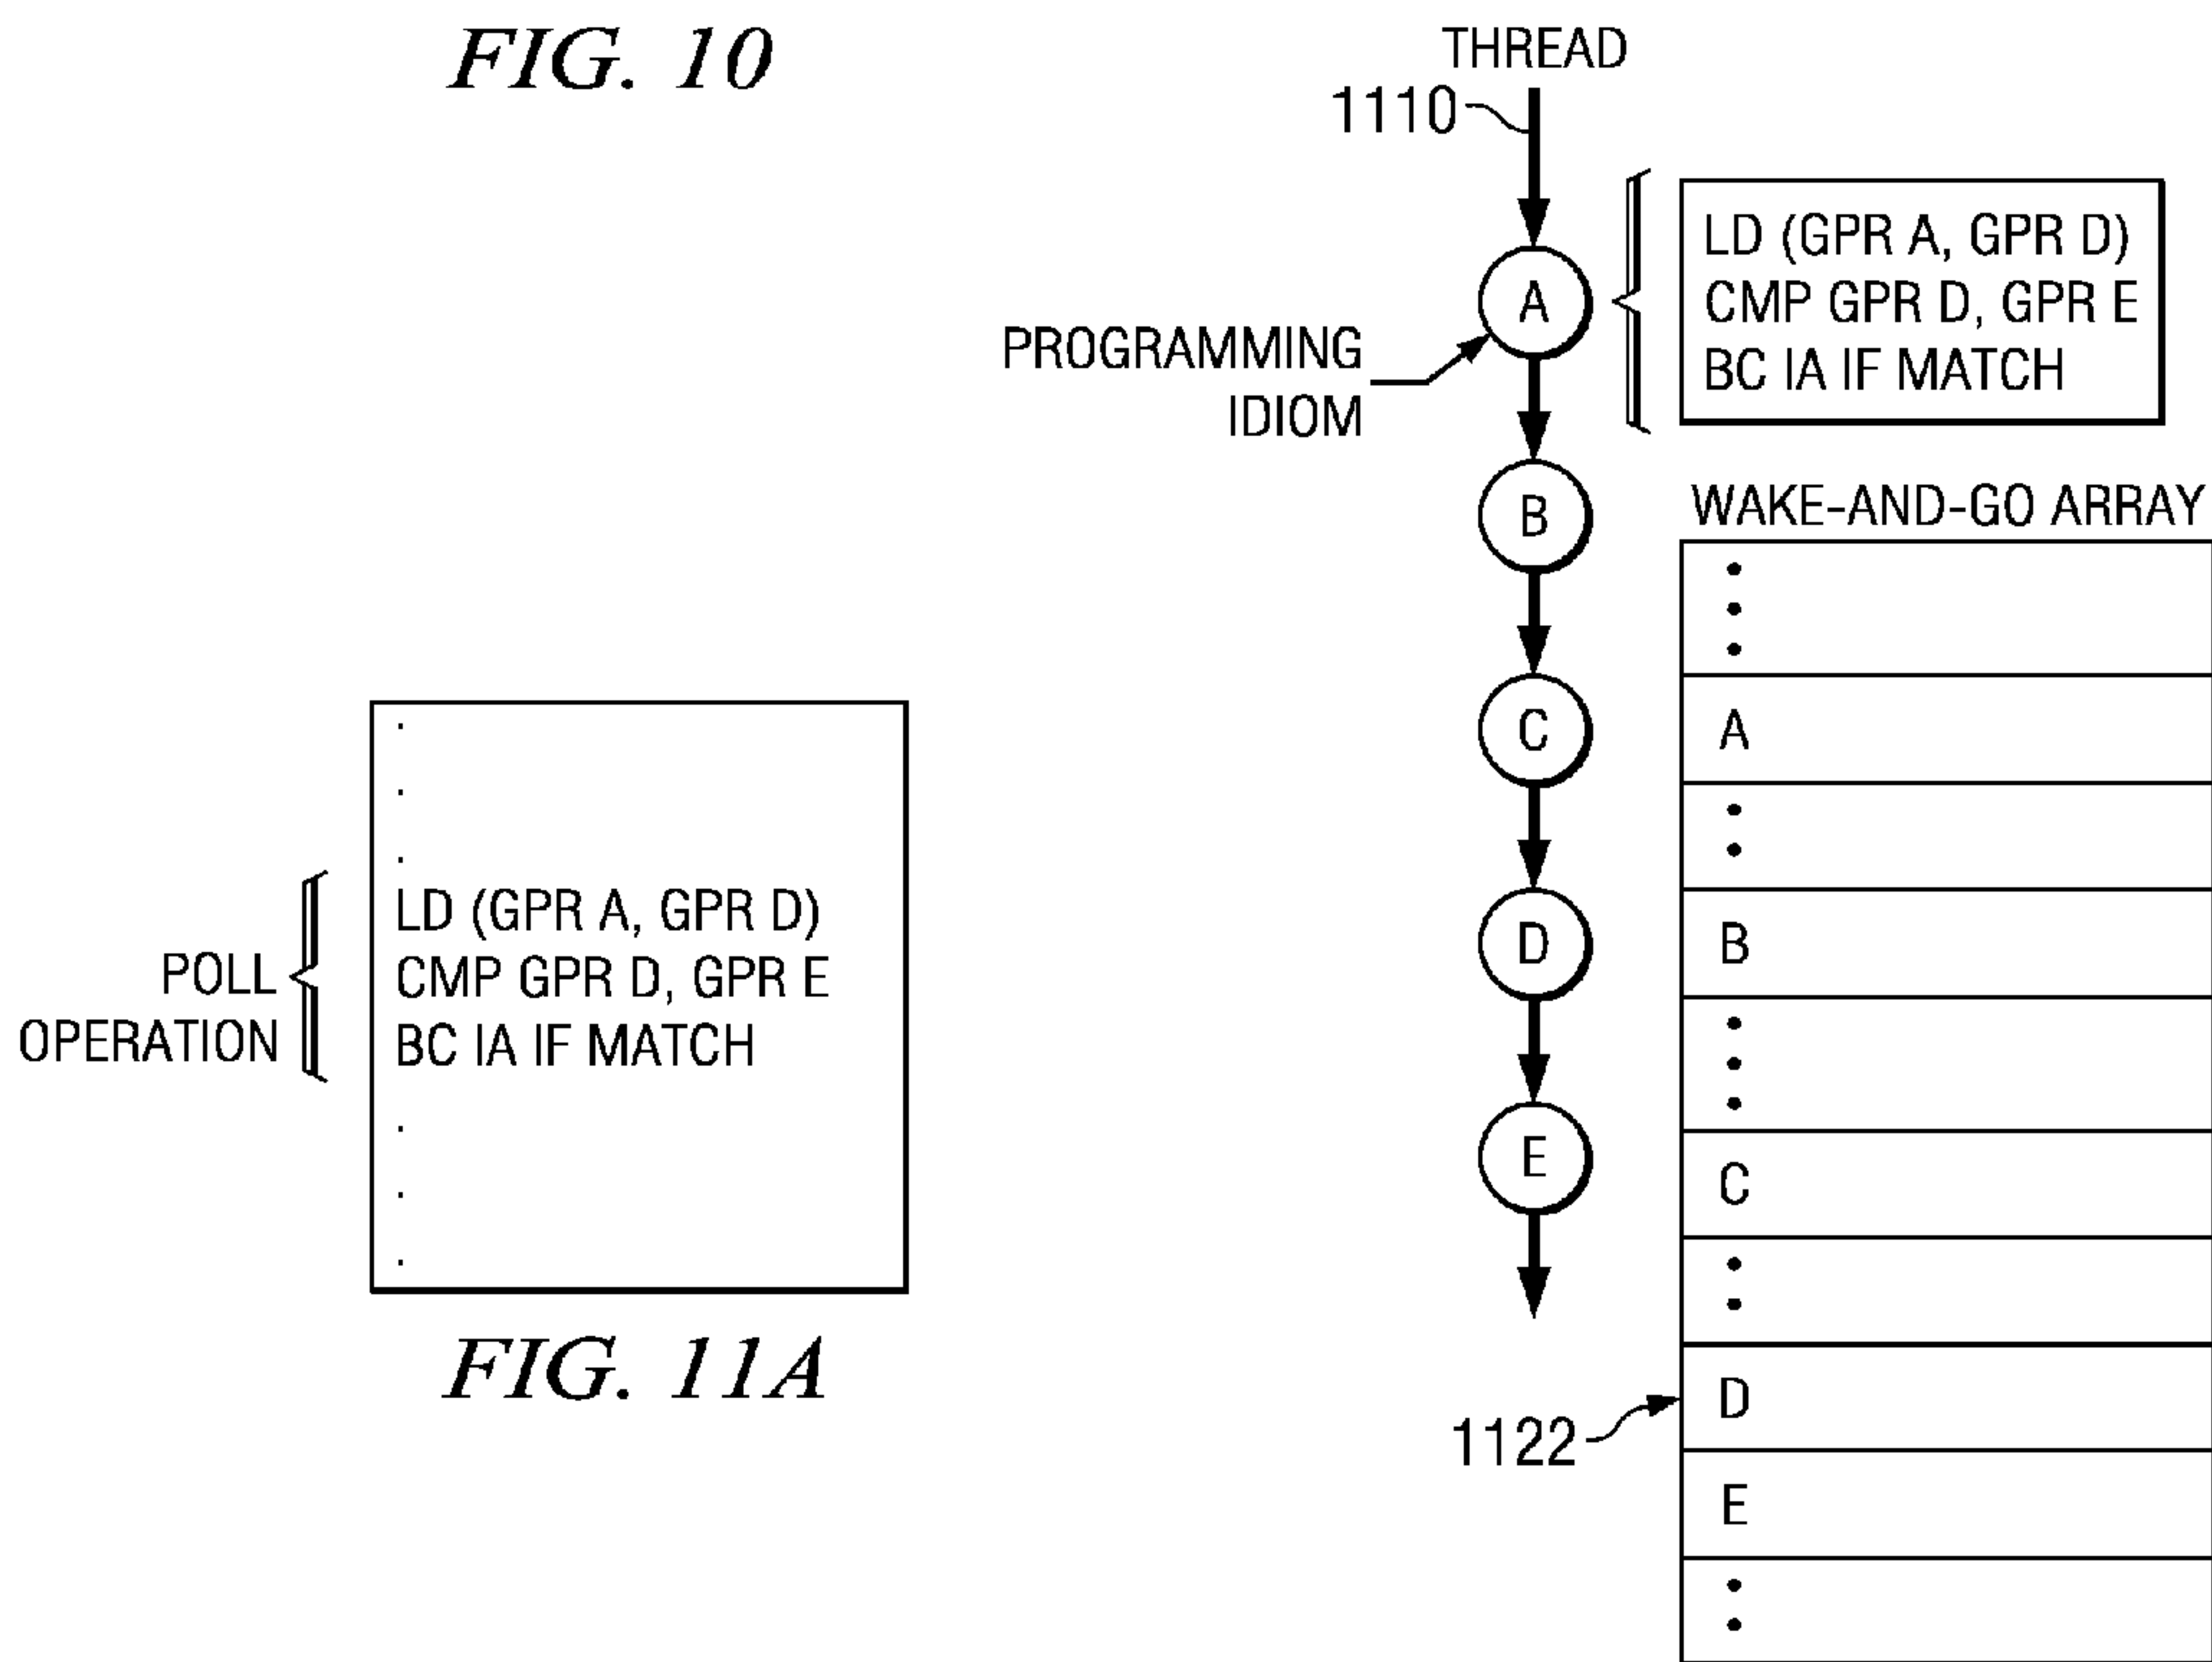 FIG. 10
POLL
OPERATION
.
.
.
LD (GPR A, GPR D)
CMP GPR D, GPR E
BC IA IF MATCH
.
.
.
FIG. 11A
THREAD
1110
PROGRAMMING
IDIOM
A
B
C
D
E
LD (GPR A, GPR D)
CMP GPR D, GPR E
BC IA IF MATCH
WAKE-AND-GO ARRAY
•
•
•
A
•
•
B
•
•
•
C
•
•
1122
D
E
•
•